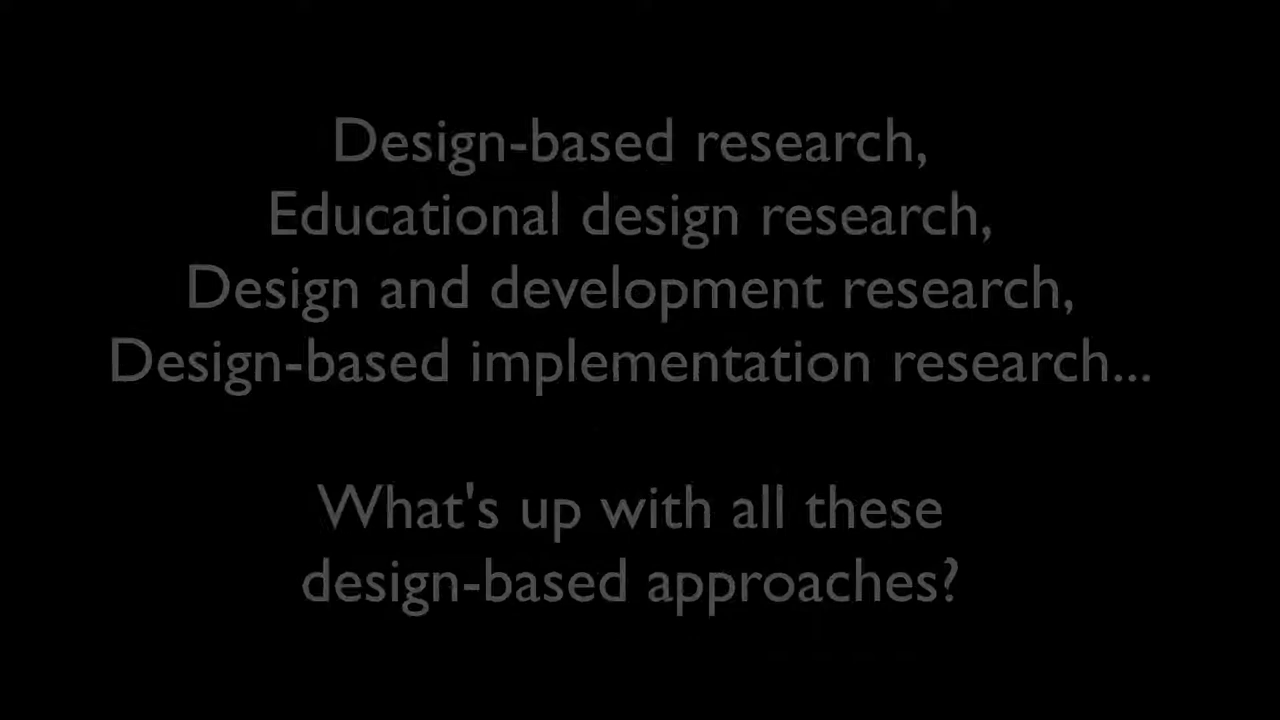 Design-based research,
Educational design research,
Design and development research,
Design-based implementation research...
What's up with all these
design-based approaches?